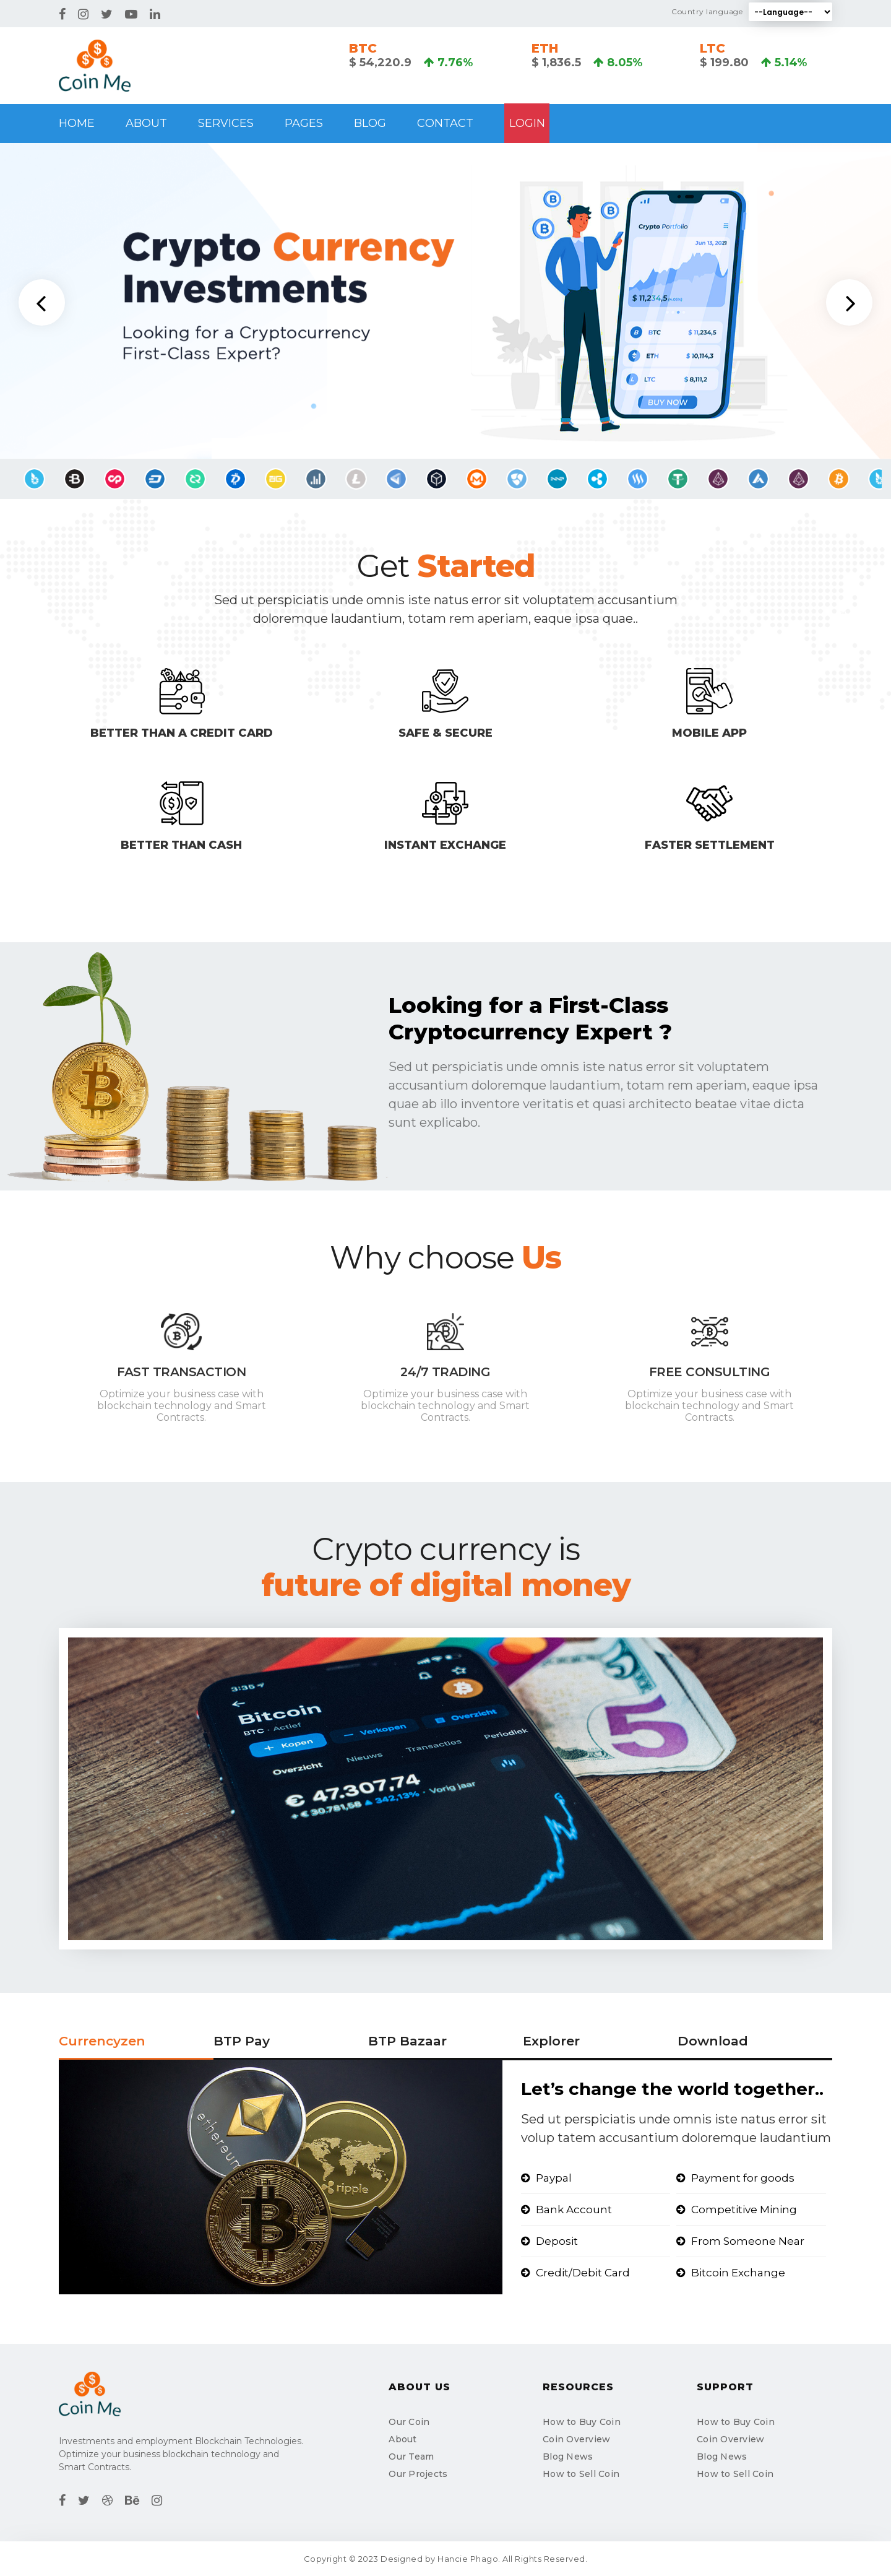 Country language
--Language--
Coin Me
BTC
$ 54,220.9 7.76%
ETH
$ 1,836.5 8.05%
LTC
$ 199.80 5.14%
HOME ABOUT SERVICES PAGES BLOG CONTACT LOGIN
Crypto Currency
Investments
Looking for a Cryptocurrency
First-Class Expert?
Crypto Portfolio
Jun 13, 2021
$ 11,234,5
BTC $ 11,234,5
ETH $ 10,114,3
LTC $ 8,111,2
BUY NOW
Get Started
Sed ut perspiciatis unde omnis iste natus error sit voluptatem accusantium
doloremque laudantium, totam rem aperiam, eaque ipsa quae..
BETTER THAN A CREDIT CARD
SAFE & SECURE
MOBILE APP
BETTER THAN CASH
INSTANT EXCHANGE
FASTER SETTLEMENT
Looking for a First-Class
Cryptocurrency Expert ?
Sed ut perspiciatis unde omnis iste natus error sit voluptatem
accusantium doloremque laudantium, totam rem aperiam, eaque ipsa
quae ab illo inventore veritatis et quasi architecto beatae vitae dicta
sunt explicabo.
Why choose Us
FAST TRANSACTION
Optimize your business case with
blockchain technology and Smart
Contracts.
24/7 TRADING
Optimize your business case with
blockchain technology and Smart
Contracts.
FREE CONSULTING
Optimize your business case with
blockchain technology and Smart
Contracts.
Crypto currency is
future of digital money
Bitcoin
BTC · Actief
+ Kopen
Verkopen
Overzicht
Overzicht Nieuws Transacties Periodiek
€ 47.307,74
+ € 30.781,58 ▲ 342,13% · Vorig jaar
5
Currencyzen BTP Pay BTP Bazaar Explorer Download
ethereum
ripple
Let’s change the world together..
Sed ut perspiciatis unde omnis iste natus error sit
volup tatem accusantium doloremque laudantium
Paypal
Payment for goods
Bank Account
Competitive Mining
Deposit
From Someone Near
Credit/Debit Card
Bitcoin Exchange
Coin Me
Investments and employment Blockchain Technologies.
Optimize your business blockchain technology and
Smart Contracts.
ABOUT US
Our Coin
About
Our Team
Our Projects
RESOURCES
How to Buy Coin
Coin Overview
Blog News
How to Sell Coin
SUPPORT
How to Buy Coin
Coin Overview
Blog News
How to Sell Coin
Copyright © 2023 Designed by Hancie Phago. All Rights Reserved.